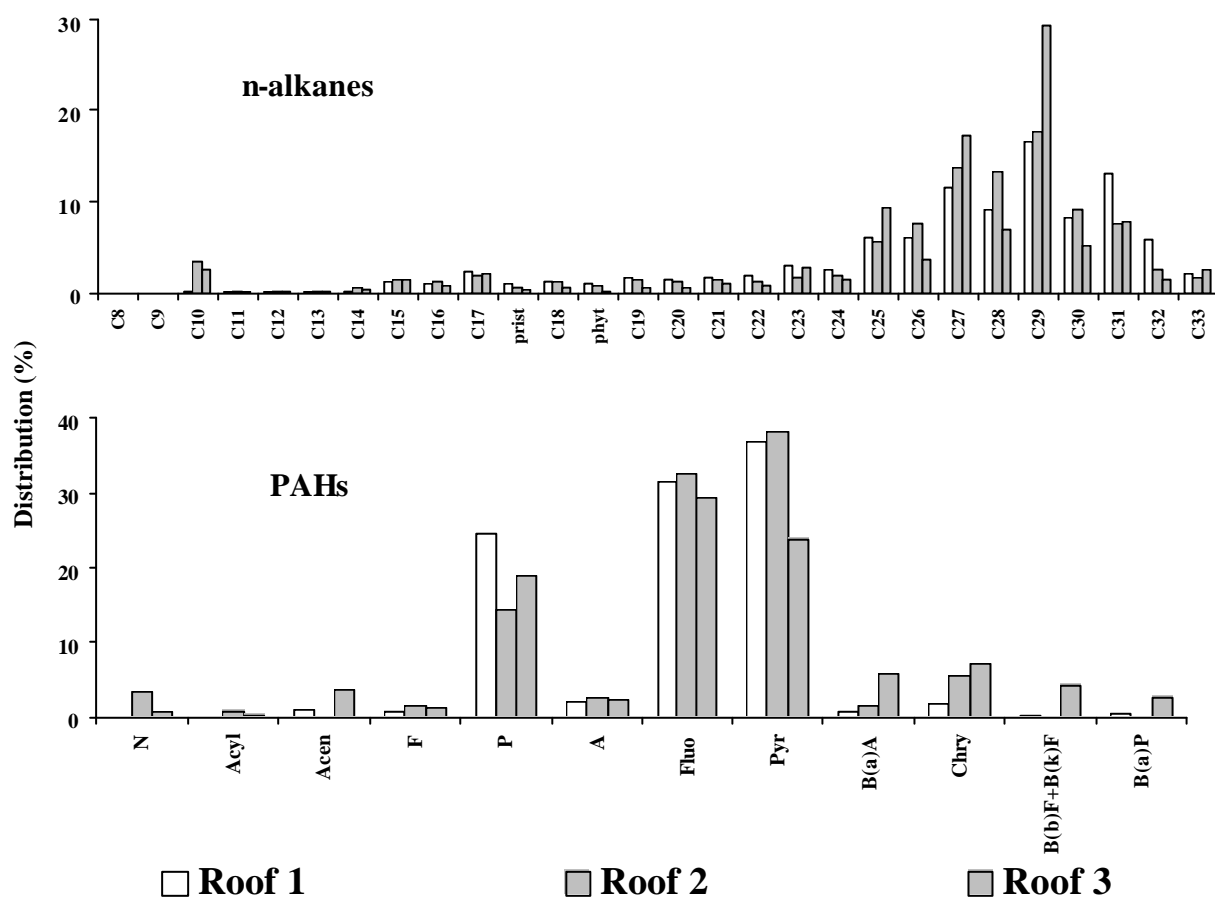 30
n-alkanes
20
10
0
C8 C9 C10 C11 C12 C13 C14 C15 C16 C17 prist C18 phyt C19 C20 C21 C22 C23 C24 C25 C26 C27 C28 C29 C30 C31 C32 C33
Distribution (%)
40
PAHs
30
20
10
0
N Acyl Acen F P A Fluo Pyr B(a)A Chry B(b)F+B(k)F B(a)P
Roof 1 Roof 2 Roof 3